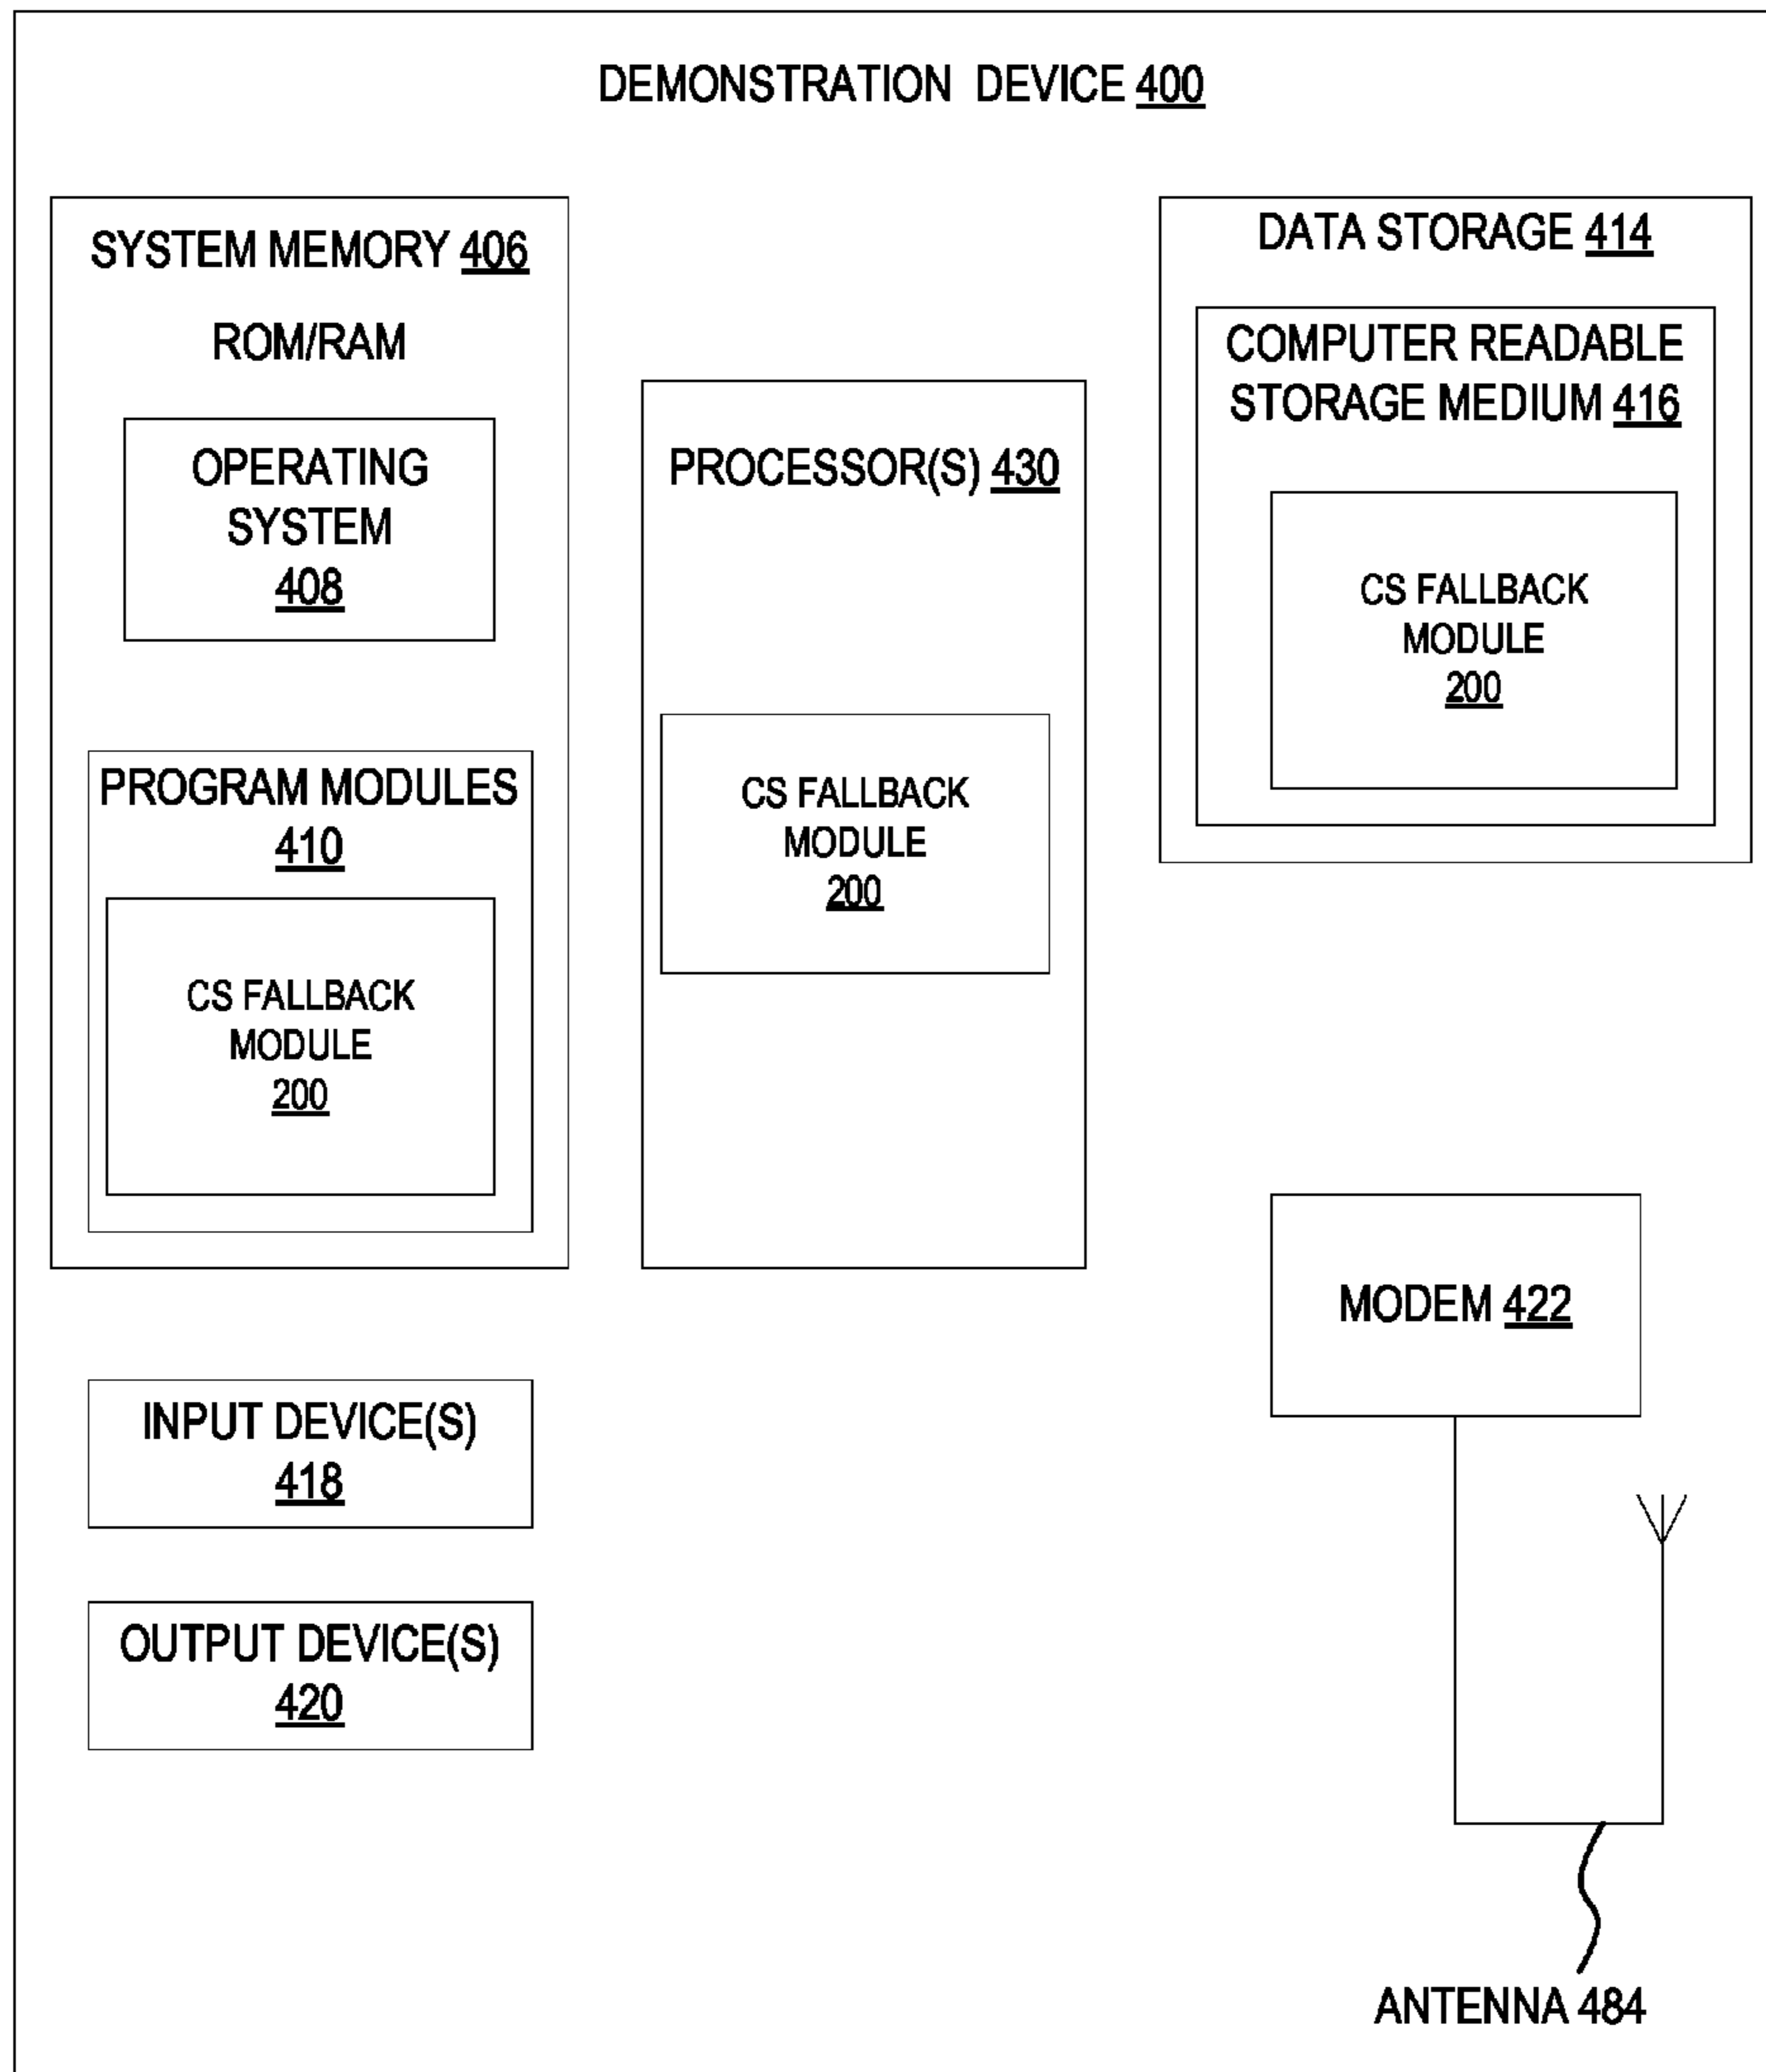 DEMONSTRATION DEVICE 400
SYSTEM MEMORY 406
ROM/RAM
OPERATING
SYSTEM
408
PROGRAM MODULES
410
CS FALLBACK
MODULE
200
PROCESSOR(S) 430
CS FALLBACK
MODULE
200
DATA STORAGE 414
COMPUTER READABLE
STORAGE MEDIUM 416
CS FALLBACK
MODULE
200
MODEM 422
INPUT DEVICE(S)
418
OUTPUT DEVICE(S)
420
ANTENNA 484